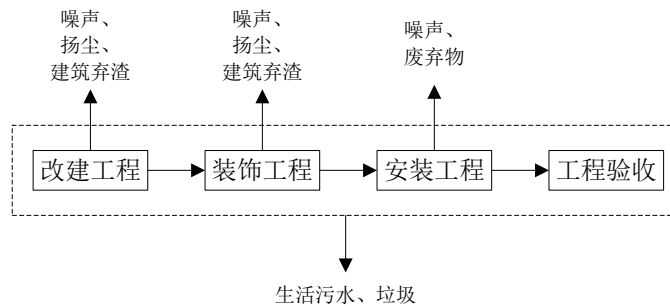 噪声、
扬尘、
建筑弃渣
噪声、
扬尘、
建筑弃渣
噪声、
废弃物
改建工程
装饰工程
安装工程
工程验收
生活污水、垃圾